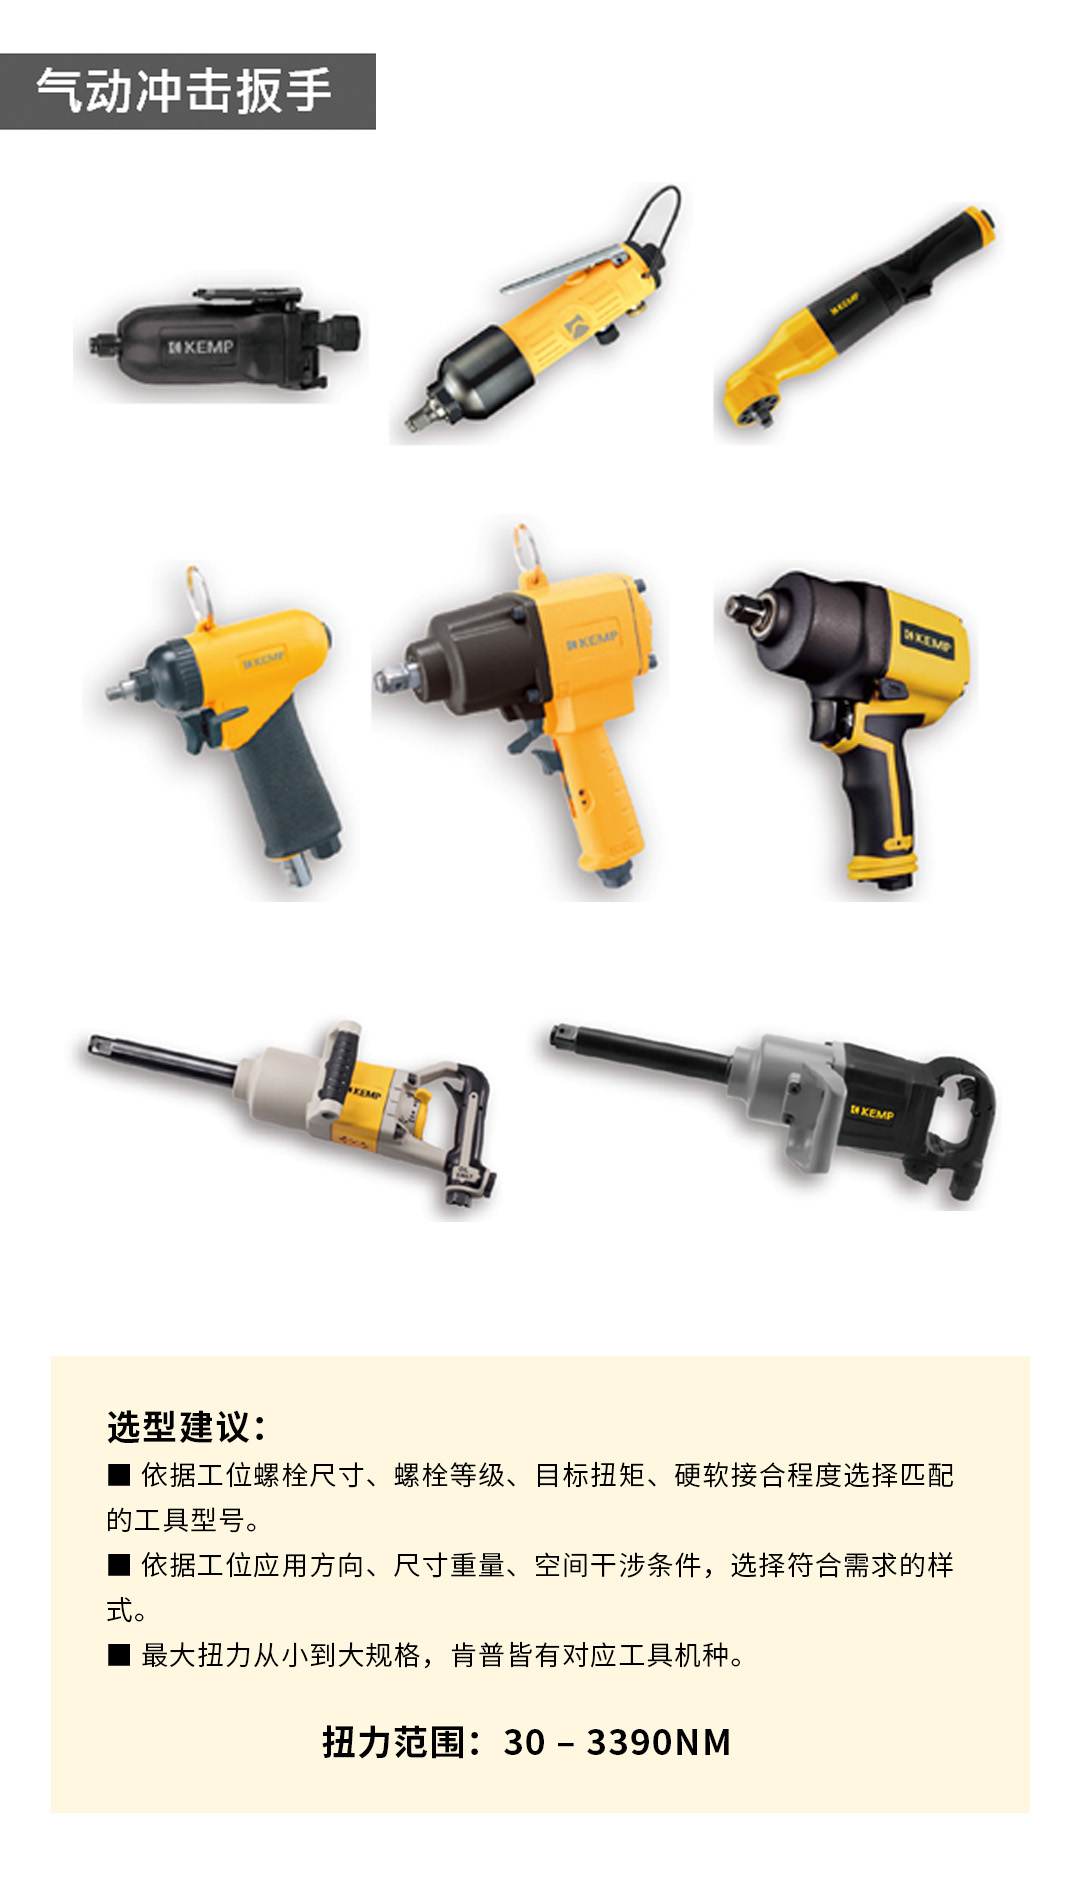 气动冲击扳手
KEMP
KEMP
KEMP
KEMP
KEMP
KEMP
KEMP
选型建议：
■ 依据工位螺栓尺寸、螺栓等级、目标扭矩、硬软接合程度选择匹配
的工具型号。
■ 依据工位应用方向、尺寸重量、空间干涉条件，选择符合需求的样
式。
■ 最大扭力从小到大规格，肯普皆有对应工具机种。
扭力范围：30 – 3390NM